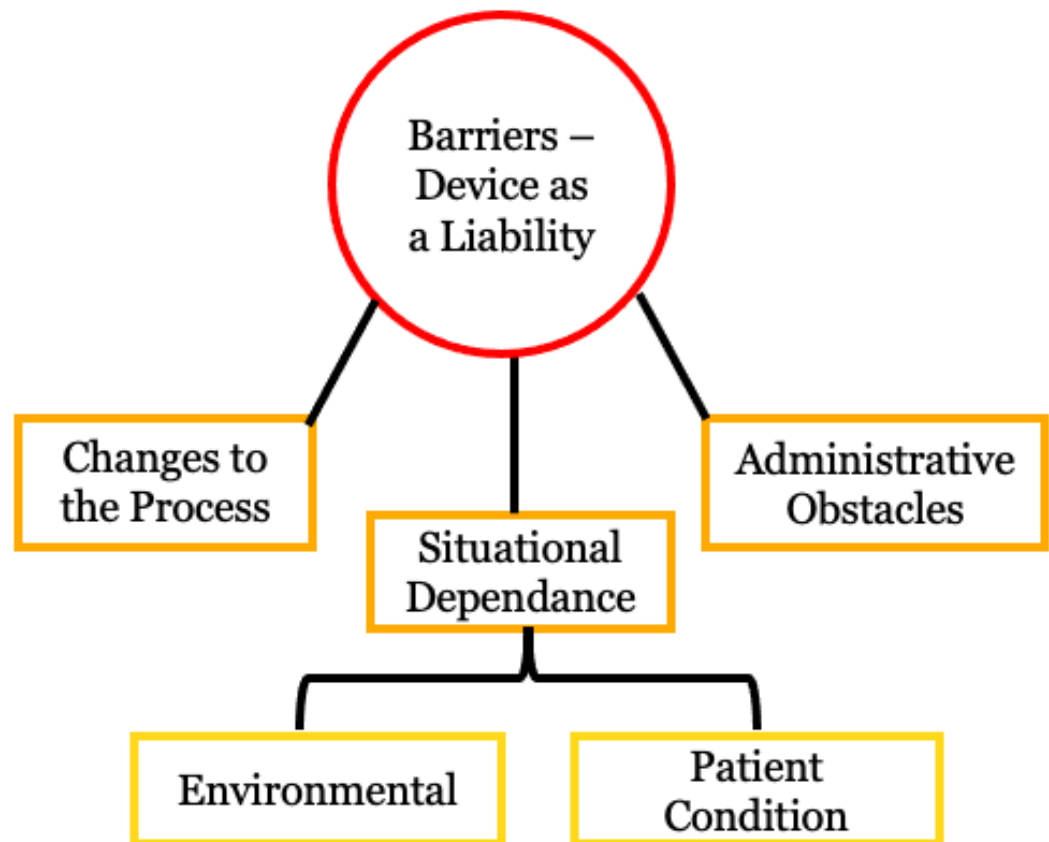 Barriers –
Device as
a Liability
Changes to
the Process
Administrative
Obstacles
Situational
Dependance
Environmental
Patient
Condition